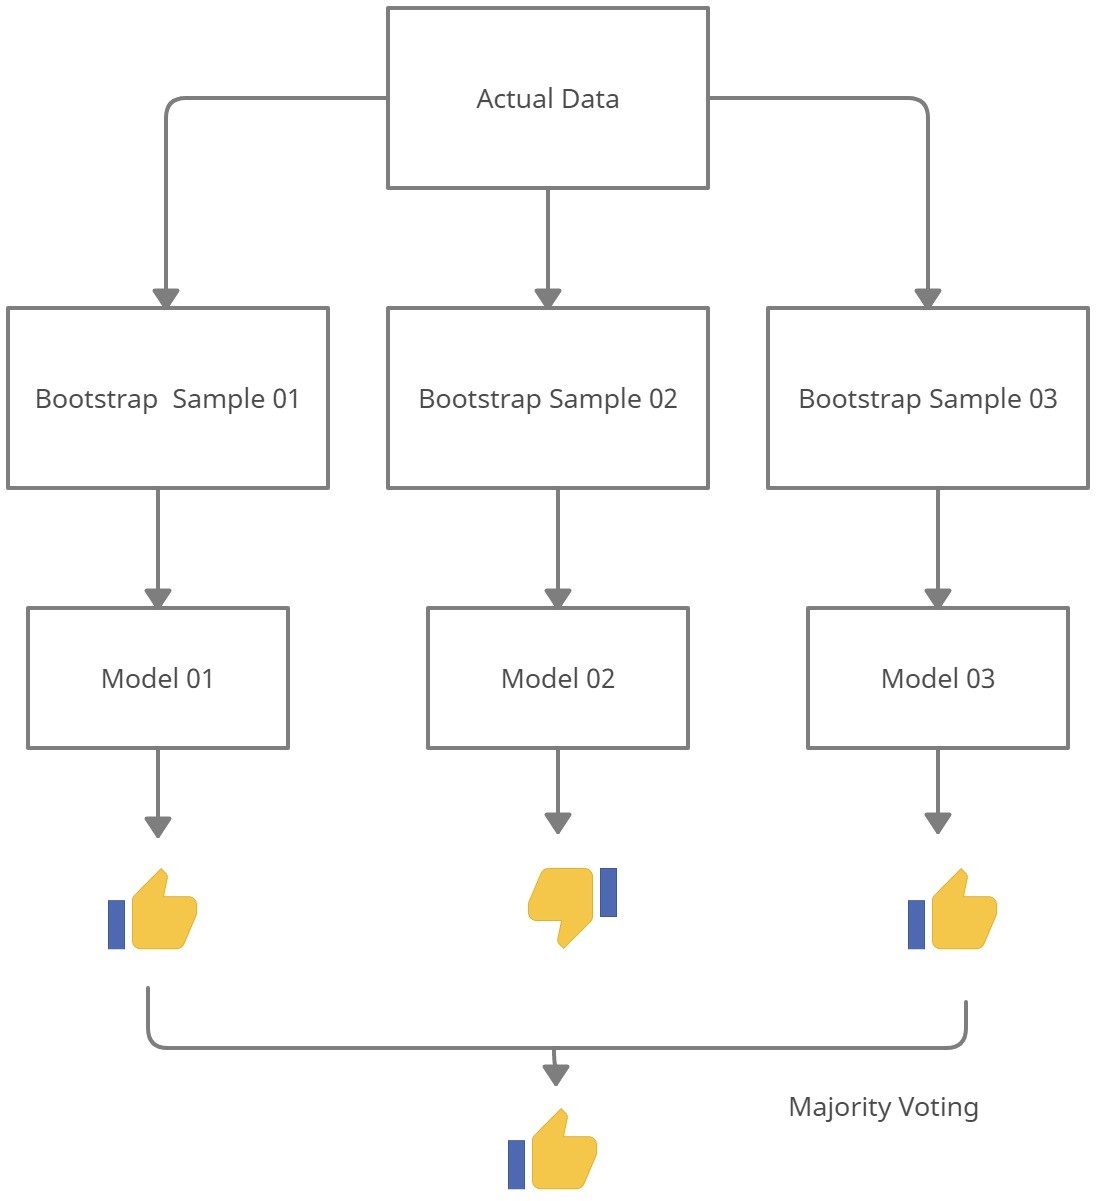 Actual Data
Bootstrap  Sample 01
Bootstrap Sample 02
Bootstrap Sample 03
Model 01
Model 02
Model 03
Majority Voting